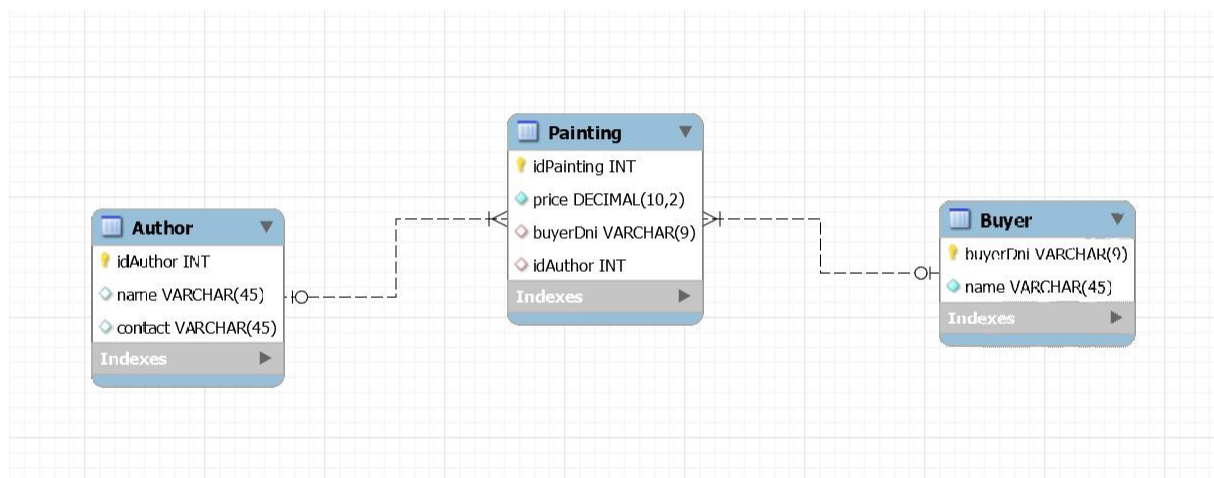 Author
idAuthor INT
name VARCHAR(45)
contact VARCHAR(45)
Indexes
Painting
idPainting INT
price DECIMAL(10,2)
buyerDni VARCHAR(9)
idAuthor INT
Indexes
Buyer
buyerDni VARCHAR(9)
name VARCHAR(45)
Indexes